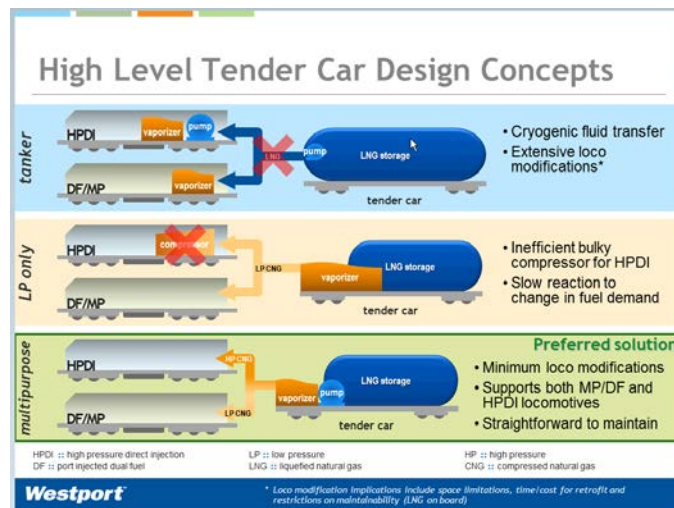 High Level Tender Car Design Concepts
tanker
HPDI
vaporizer
pump
DF/MP
vaporizer
LNG
pump
LNG storage
tender car
• Cryogenic fluid transfer
• Extensive loco
modifications*
LP only
HPDI
compressor
DF/MP
LP CNG
vaporizer
LNG storage
tender car
• Inefficient bulky
compressor for HPDI
• Slow reaction to
change in fuel demand
multipurpose
HPDI
HP CNG
DF/MP
LP CNG
vaporizer
pump
LNG storage
tender car
Preferred solution
• Minimum loco modifications
• Supports both MP/DF and
HPDI locomotives
• Straightforward to maintain
HPDI :: high pressure direct injection
DF :: port injected dual fuel
LP :: low pressure
LNG :: liquefied natural gas
HP :: high pressure
CNG :: compressed natural gas
Westport
* Loco modification implications include space limitations, time/cost for retrofit and
restrictions on maintainability (LNG on board)